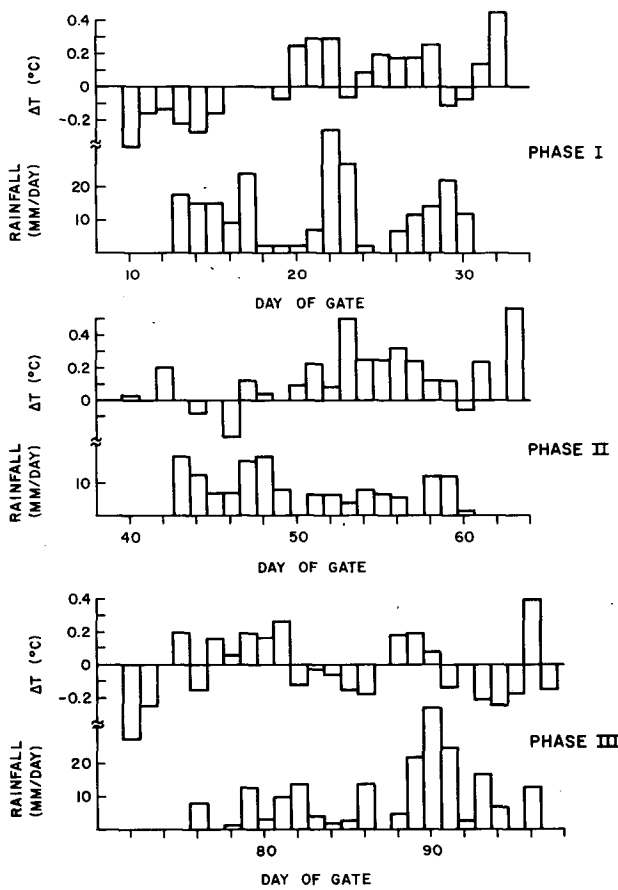 0.4
0.2
0
-0.2
ΔT (°C)
PHASE I
20
10
RAINFALL
(MM/DAY)
10 20 30
DAY OF GATE
0.4
0.2
0
ΔT (°C)
PHASE II
10
RAINFALL
(MM/DAY)
40 50 60
DAY OF GATE
0.4
0.2
0
-0.2
ΔT (°C)
PHASE III
20
10
RAINFALL
(MM/DAY)
80 90
DAY OF GATE